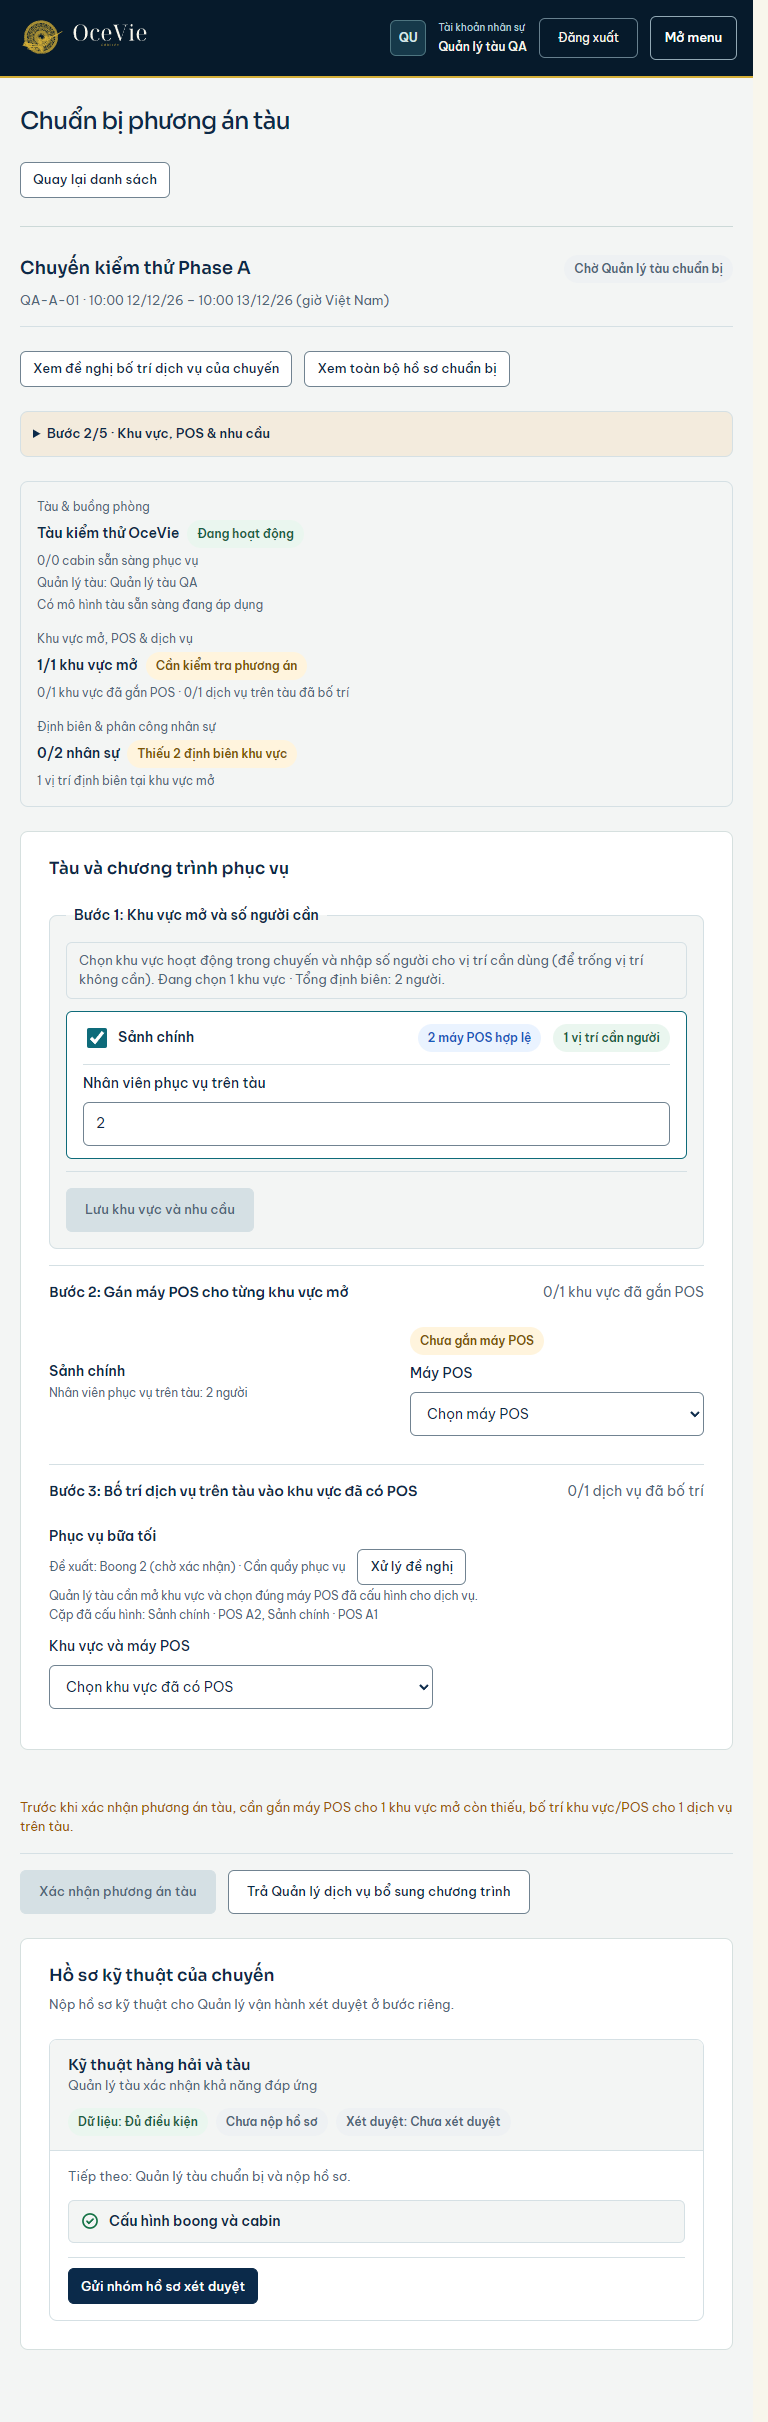 OceVie
QU
Tài khoản nhân sự
Quản lý tàu QA
Đăng xuất
Mở menu
Chuẩn bị phương án tàu
Quay lại danh sách
Chuyến kiểm thử Phase A
Chờ Quản lý tàu chuẩn bị
QA-A-01 · 10:00 12/12/26 – 10:00 13/12/26 (giờ Việt Nam)
Xem đề nghị bố trí dịch vụ của chuyến
Xem toàn bộ hồ sơ chuẩn bị
Bước 2/5 · Khu vực, POS & nhu cầu
Tàu & buồng phòng
Tàu kiểm thử OceVie
Đang hoạt động
0/0 cabin sẵn sàng phục vụ
Quản lý tàu: Quản lý tàu QA
Có mô hình tàu sẵn sàng đang áp dụng
Khu vực mở, POS & dịch vụ
1/1 khu vực mở
Cần kiểm tra phương án
0/1 khu vực đã gắn POS · 0/1 dịch vụ trên tàu đã bố trí
Định biên & phân công nhân sự
0/2 nhân sự
Thiếu 2 định biên khu vực
1 vị trí định biên tại khu vực mở
Tàu và chương trình phục vụ
Bước 1: Khu vực mở và số người cần
Chọn khu vực hoạt động trong chuyến và nhập số người cho vị trí cần dùng (để trống vị trí
không cần). Đang chọn 1 khu vực · Tổng định biên: 2 người.
Sảnh chính
2 máy POS hợp lệ
1 vị trí cần người
Nhân viên phục vụ trên tàu
2
Lưu khu vực và nhu cầu
Bước 2: Gán máy POS cho từng khu vực mở
0/1 khu vực đã gắn POS
Chưa gắn máy POS
Sảnh chính
Nhân viên phục vụ trên tàu: 2 người
Máy POS
Chọn máy POS
Bước 3: Bố trí dịch vụ trên tàu vào khu vực đã có POS
0/1 dịch vụ đã bố trí
Phục vụ bữa tối
Đề xuất: Boong 2 (chờ xác nhận) · Cần quầy phục vụ
Xử lý đề nghị
Quản lý tàu cần mở khu vực và chọn đúng máy POS đã cấu hình cho dịch vụ.
Cặp đã cấu hình: Sảnh chính · POS A2, Sảnh chính · POS A1
Khu vực và máy POS
Chọn khu vực đã có POS
Trước khi xác nhận phương án tàu, cần gắn máy POS cho 1 khu vực mở còn thiếu, bố trí khu vực/POS cho 1 dịch vụ
trên tàu.
Xác nhận phương án tàu
Trả Quản lý dịch vụ bổ sung chương trình
Hồ sơ kỹ thuật của chuyến
Nộp hồ sơ kỹ thuật cho Quản lý vận hành xét duyệt ở bước riêng.
Kỹ thuật hàng hải và tàu
Quản lý tàu xác nhận khả năng đáp ứng
Dữ liệu: Đủ điều kiện
Chưa nộp hồ sơ
Xét duyệt: Chưa xét duyệt
Tiếp theo: Quản lý tàu chuẩn bị và nộp hồ sơ.
Cấu hình boong và cabin
Gửi nhóm hồ sơ xét duyệt